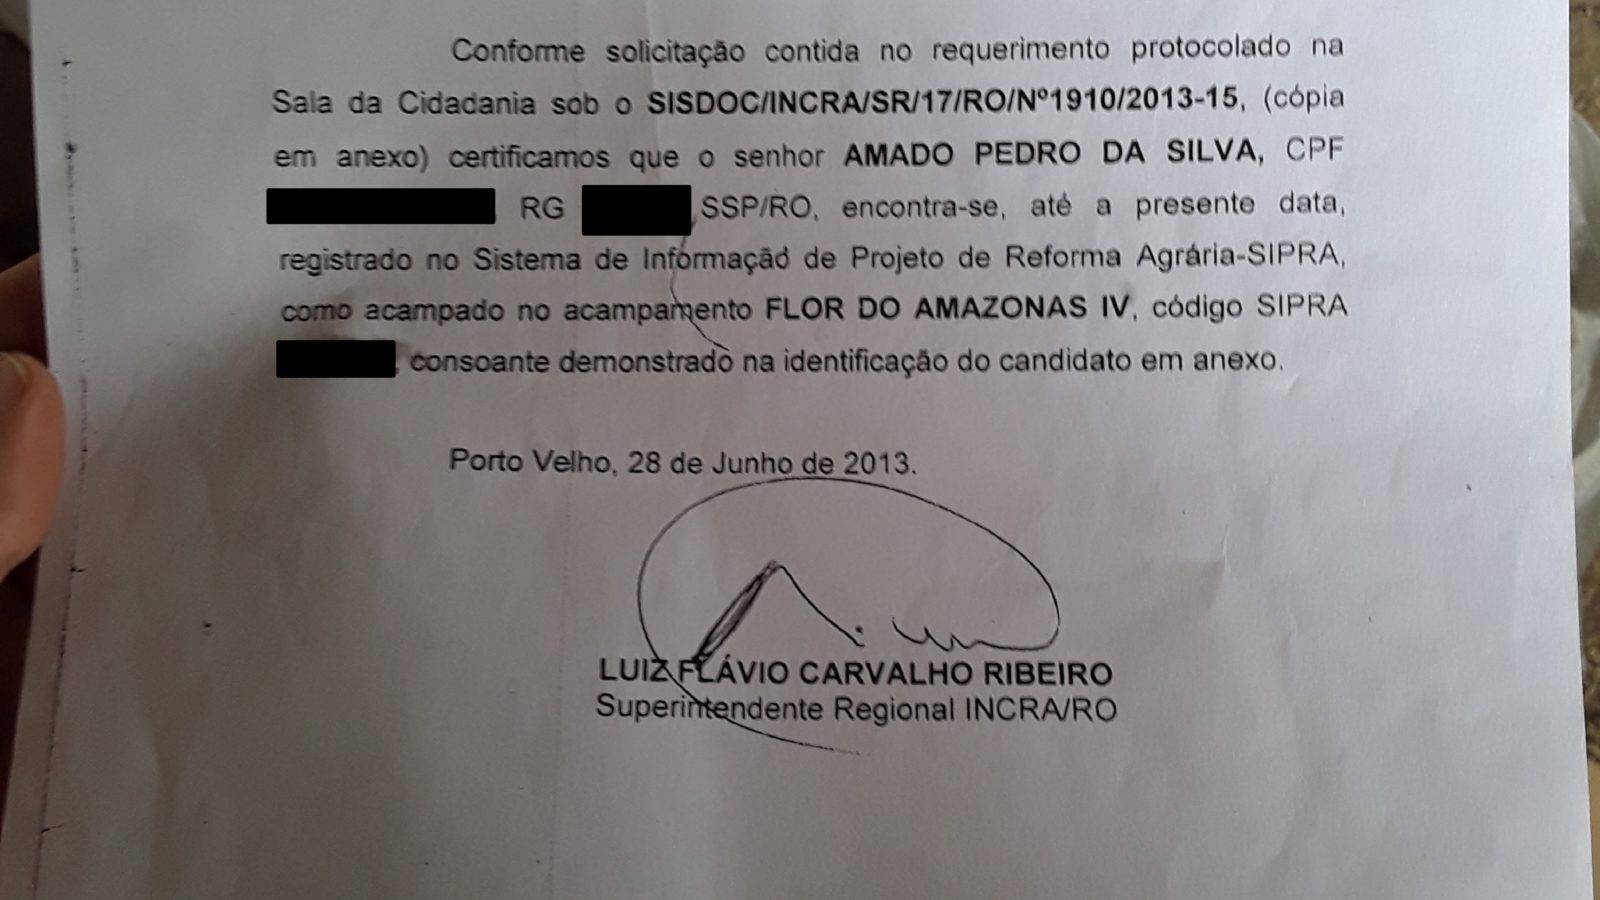 Conforme solicitação contida no requerimento protocolado na
Sala da Cidadania sob o SISDOC/INCRA/SR/17/RO/Nº1910/2013-15, (cópia
em anexo) certificamos que o senhor AMADO PEDRO DA SILVA, CPF
RG SSP/RO, encontra-se, até a presente data,
registrado no Sistema de Informação de Projeto de Reforma Agrária-SIPRA,
como acampado no acampamento FLOR DO AMAZONAS IV, código SIPRA
, consoante demonstrado na identificação do candidato em anexo.
Porto Velho, 28 de Junho de 2013.
LUIZ FLÁVIO CARVALHO RIBEIRO
Superintendente Regional INCRA/RO